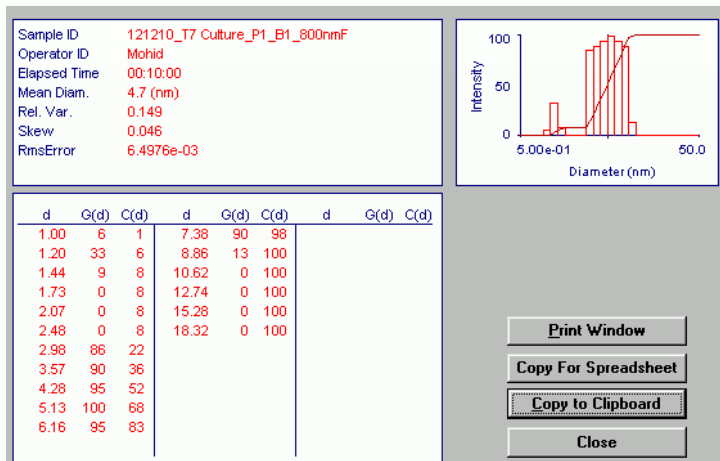 Sample ID 121210_T7 Culture_P1_B1_800nmF
Operator ID Mohid
Elapsed Time 00:10:00
Mean Diam. 4.7 (nm)
Rel. Var. 0.149
Skew 0.046
RmsError 6.4976e-03
100
50
0
Intensity
5.00e-01 50.0
Diameter (nm)
d G(d) C(d) d G(d) C(d) d G(d) C(d)
1.00 6 1 7.38 90 98
1.20 33 6 8.86 13 100
1.44 9 8 10.62 0 100
1.73 0 8 12.74 0 100
2.07 0 8 15.28 0 100
2.48 0 8 18.32 0 100
2.98 86 22
3.57 90 36
4.28 95 52
5.13 100 68
6.16 95 83
Print Window
Copy For Spreadsheet
Copy to Clipboard
Close